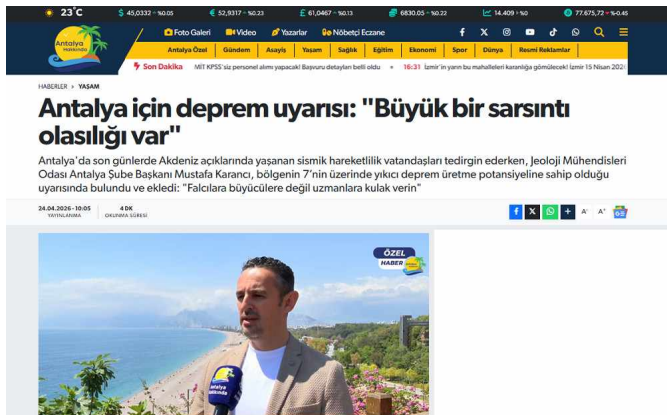 23°C $ 45,0332 %0.05 € 52,9317 %0.23 £ 61,0467 %0.13 6830.05 %0.22 14.409 %0 77.675,72 %-0.45
Antalya
Hakkında
Foto Galeri Video Yazarlar Nöbetçi Eczane
Antalya Özel Gündem Asayiş Yaşam Sağlık Eğitim Ekonomi Spor Dünya Resmi Reklamlar
Son Dakika MİT KPSS'siz personel alımı yapacak! Başvuru detayları belli oldu 16:31 İzmir'in yarın bu mahalleleri karanlığa gömülecek! İzmir 15 Nisan
HABERLER > YAŞAM
Antalya için deprem uyarısı: "Büyük bir sarsıntı
olasılığı var"
Antalya'da son günlerde Akdeniz açıklarında yaşanan sismik hareketlilik vatandaşları tedirgin ederken, Jeoloji Mühendisleri
Odası Antalya Şube Başkanı Mustafa Karancı, bölgenin 7'nin üzerinde yıkıcı deprem üretme potansiyeline sahip olduğu
uyarısında bulundu ve ekledi: "Falcılara büyücülere değil uzmanlara kulak verin"
24.04.2026 - 10:05 4 DK
YAYINLANMA OKUNMA SÜRESİ
A- A+
ÖZEL
HABER
Antalya
Hakkında